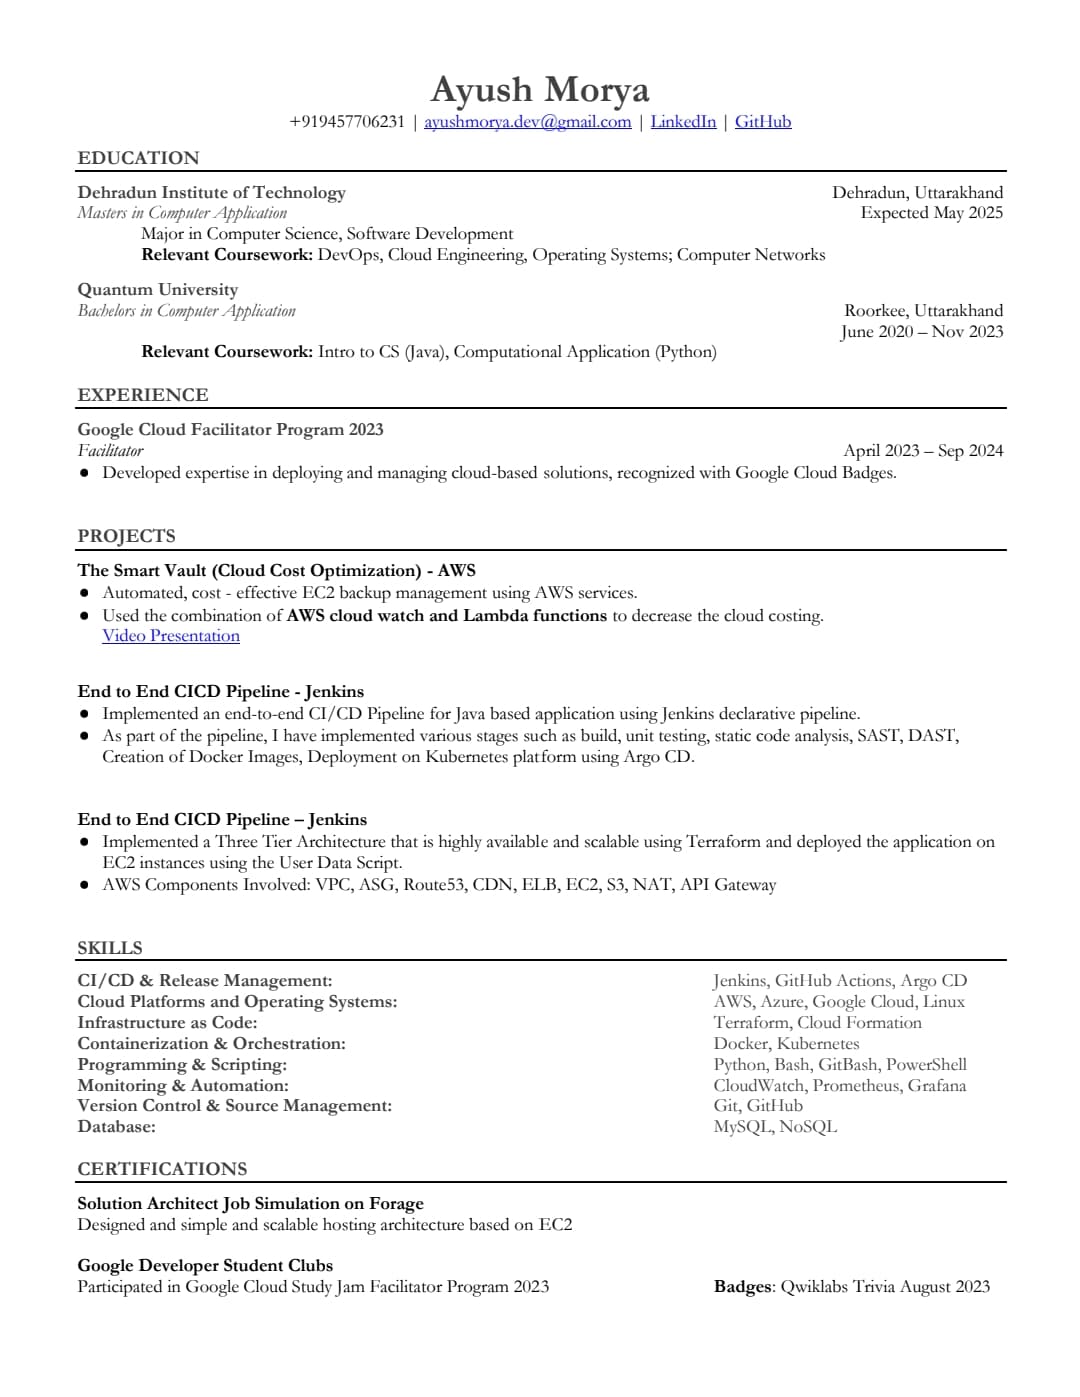 Ayush Morya
+919457706231 | ayushmorya.dev@gmail.com | LinkedIn | GitHub
EDUCATION
Dehradun Institute of Technology Dehradun, Uttarakhand
Masters in Computer Application Expected May 2025
Major in Computer Science, Software Development
Relevant Coursework: DevOps, Cloud Engineering, Operating Systems; Computer Networks
Quantum University
Bachelors in Computer Application Roorkee, Uttarakhand
June 2020 – Nov 2023
Relevant Coursework: Intro to CS (Java), Computational Application (Python)
EXPERIENCE
Google Cloud Facilitator Program 2023
Facilitator April 2023 – Sep 2024
● Developed expertise in deploying and managing cloud-based solutions, recognized with Google Cloud Badges.
PROJECTS
The Smart Vault (Cloud Cost Optimization) - AWS
● Automated, cost - effective EC2 backup management using AWS services.
● Used the combination of AWS cloud watch and Lambda functions to decrease the cloud costing.
Video Presentation
End to End CICD Pipeline - Jenkins
● Implemented an end-to-end CI/CD Pipeline for Java based application using Jenkins declarative pipeline.
● As part of the pipeline, I have implemented various stages such as build, unit testing, static code analysis, SAST, DAST,
Creation of Docker Images, Deployment on Kubernetes platform using Argo CD.
End to End CICD Pipeline – Jenkins
● Implemented a Three Tier Architecture that is highly available and scalable using Terraform and deployed the application on
EC2 instances using the User Data Script.
● AWS Components Involved: VPC, ASG, Route53, CDN, ELB, EC2, S3, NAT, API Gateway
SKILLS
CI/CD & Release Management: Jenkins, GitHub Actions, Argo CD
Cloud Platforms and Operating Systems: AWS, Azure, Google Cloud, Linux
Infrastructure as Code: Terraform, Cloud Formation
Containerization & Orchestration: Docker, Kubernetes
Programming & Scripting: Python, Bash, GitBash, PowerShell
Monitoring & Automation: CloudWatch, Prometheus, Grafana
Version Control & Source Management: Git, GitHub
Database: MySQL, NoSQL
CERTIFICATIONS
Solution Architect Job Simulation on Forage
Designed and simple and scalable hosting architecture based on EC2
Google Developer Student Clubs
Participated in Google Cloud Study Jam Facilitator Program 2023 Badges: Qwiklabs Trivia August 2023